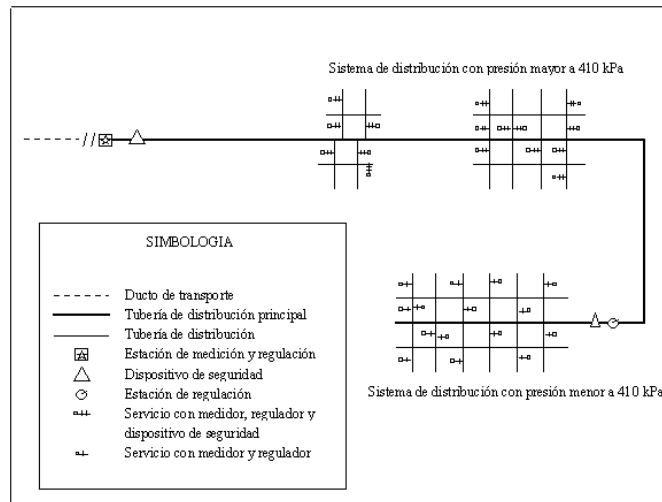 Sistema de distribución con presión mayor a 410 kPa
SIMBOLOGIA
Ducto de transporte
Tubería de distribución principal
Tubería de distribución
Estación de medición y regulación
Dispositivo de seguridad
Estación de regulación
Servicio con medidor, regulador y
dispositivo de seguridad
Servicio con medidor y regulador
Sistema de distribución con presión menor a 410 kPa